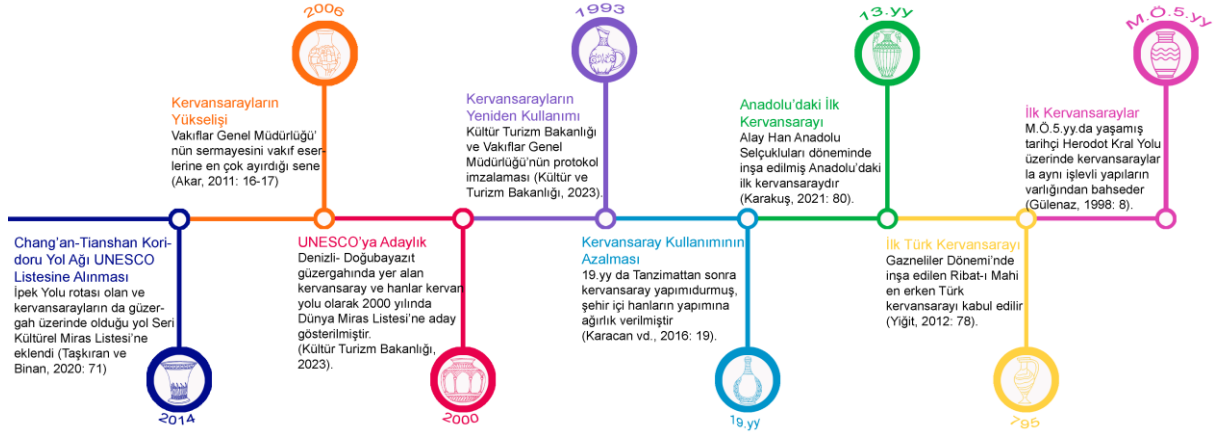 2006
Kervansarayların
Yükselişi
Vakıflar Genel Müdürlüğü'
nün sermayesini vakıf eser-
lerine en çok ayırdığı sene
(Akar, 2011: 16-17)
1993
Kervansarayların
Yeniden Kullanımı
Kültür Turizm Bakanlığı
ve Vakıflar Genel
Müdürlüğü'nün protokol
imzalaması (Kültür ve
Turizm Bakanlığı, 2023).
13.yy
Anadolu'daki İlk
Kervansarayı
Alay Han Anadolu
Selçukluları döneminde
inşa edilmiş Anadolu'daki
ilk kervansaraydır
(Karakuş, 2021: 80).
M.Ö.5.yy
İlk Kervansaraylar
M.Ö.5.yy.da yaşamış
tarihçi Herodot Kral Yolu
üzerinde kervansaraylar
la aynı işlevli yapıların
varlığından bahseder
(Gülenaz, 1998: 8).
Chang'an-Tianshan Kori-
doru Yol Ağı UNESCO
Listesine Alınması
İpek Yolu rotası olan ve
kervansarayların da güzer-
gah üzerinde olduğu yol Seri
Kültürel Miras Listesi'ne
eklendi (Taşkıran ve
Binan, 2020: 71)
2014
UNESCO'ya Adaylık
Denizli- Doğubayazıt
güzergahında yer alan
kervansaray ve hanlar kervan
yolu olarak 2000 yılında
Dünya Miras Listesi'ne aday
gösterilmiştir.
(Kültür Turizm Bakanlığı,
2023).
2000
Kervansaray Kullanımının
Azalması
19.yy da Tanzimattan sonra
kervansaray yapımıdurmuş,
şehir içi hanların yapımına
ağırlık verilmiştir
(Karacan vd., 2016: 19).
19.yy
İlk Türk Kervansarayı
Gazneliler Dönemi'nde
inşa edilen Ribat-ı Mahi
en erken Türk
kervansarayı kabul edilir
(Yiğit, 2012: 78).
795